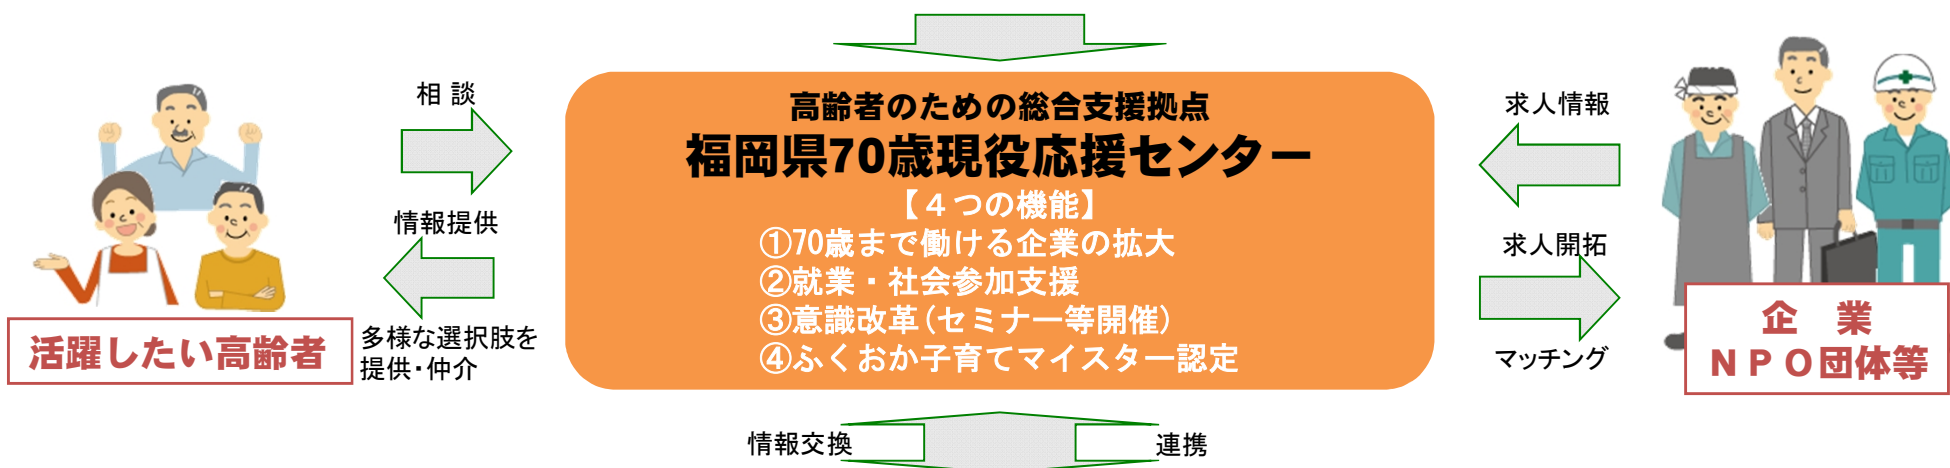 相 談
情報提供
多様な選択肢を
提供・仲介
活躍したい高齢者
高齢者のための総合支援拠点
福岡県70歳現役応援センター
【４つの機能】
①70歳まで働ける企業の拡大
②就業・社会参加支援
③意識改革(セミナー等開催)
④ふくおか子育てマイスター認定
求人情報
求人開拓
マッチング
企　業
ＮＰＯ団体等
情報交換
連携